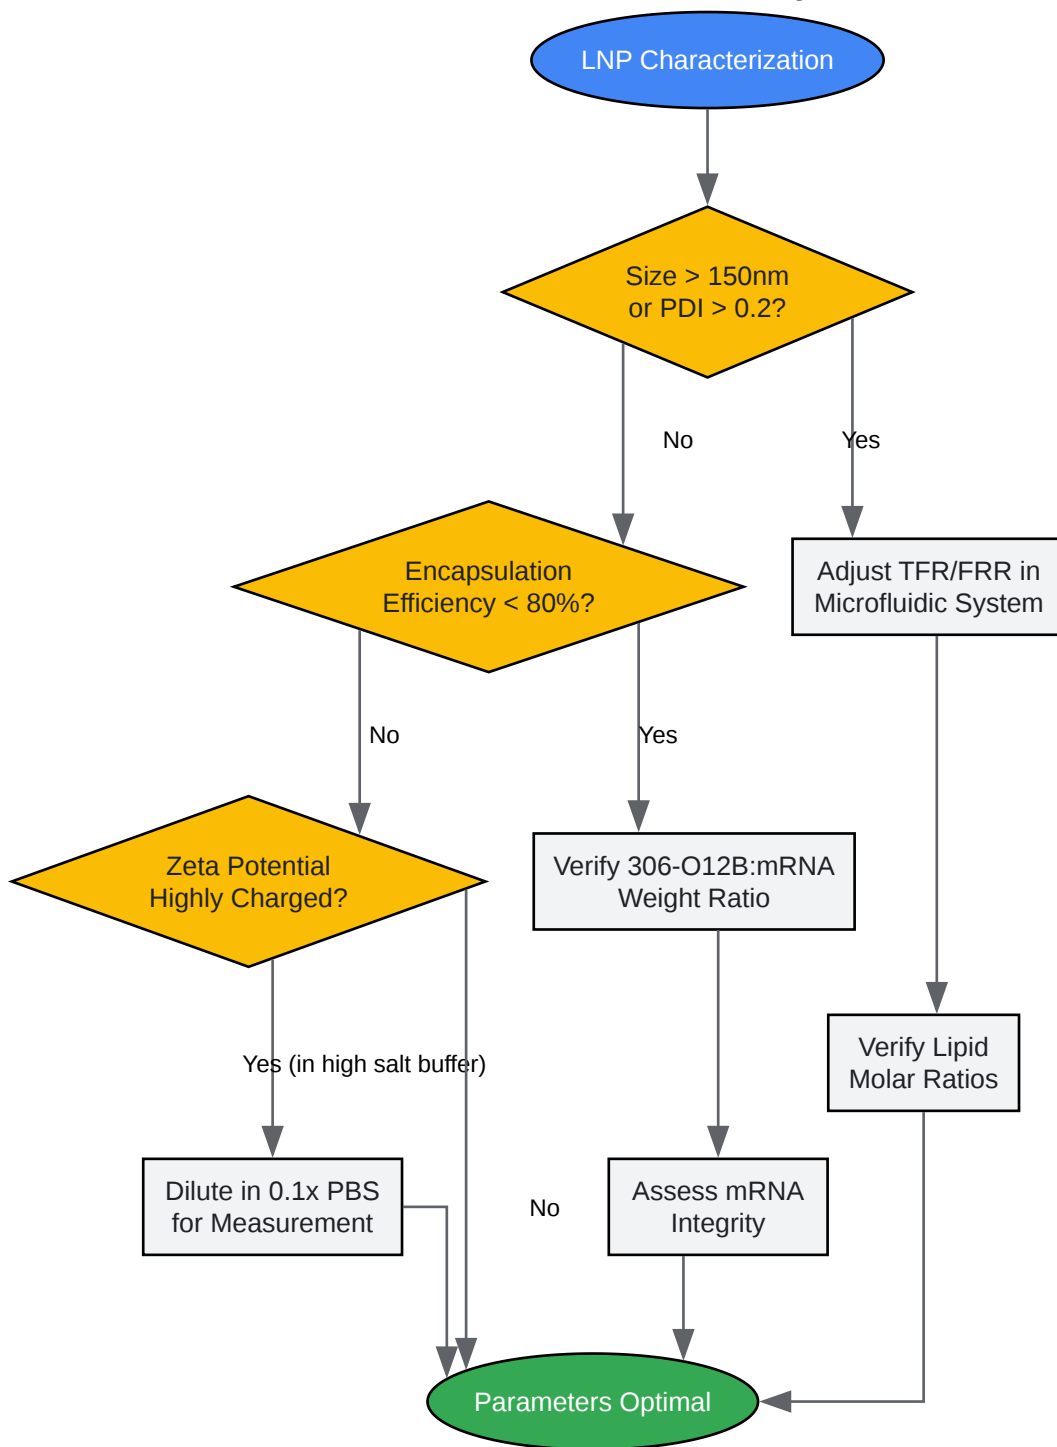 LNP Characterization
Size > 150nm
or PDI > 0.2?
No
Yes
Encapsulation
Efficiency < 80%?
Adjust TFR/FRR in
Microfluidic System
No
Yes
Zeta Potential
Highly Charged?
Verify 306-O12B:mRNA
Weight Ratio
Verify Lipid
Molar Ratios
Yes (in high salt buffer)
Dilute in 0.1x PBS
for Measurement
No
Assess mRNA
Integrity
Parameters Optimal